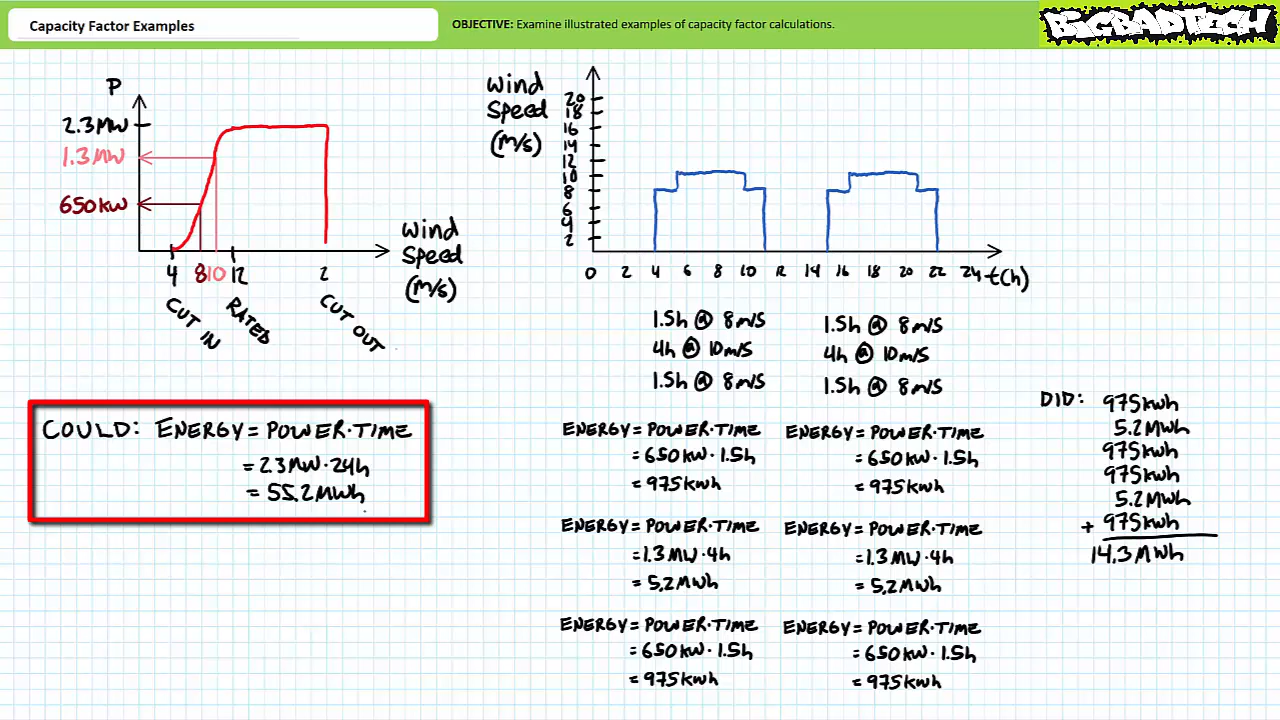 Capacity Factor Examples
OBJECTIVE: Examine illustrated examples of capacity factor calculations.
BIGBADTECH
P
2.3MW
1.3MW
650kW
4 8 10 12 2
CUT IN
RATED
CUT OUT
Wind
Speed
(m/s)
Wind
Speed
(m/s)
20
18
16
14
12
10
8
6
4
2
0 2 4 6 8 10 12 14 16 18 20 22 24 t(h)
1.5h @ 8m/s
4h @ 10m/s
1.5h @ 8m/s
1.5h @ 8m/s
4h @ 10m/s
1.5h @ 8m/s
COULD: ENERGY = POWER·TIME
= 2.3MW·24h
= 55.2MWh
ENERGY = POWER·TIME
= 650kW·1.5h
= 975kWh
ENERGY = POWER·TIME
= 1.3MW·4h
= 5.2MWh
ENERGY = POWER·TIME
= 650kW·1.5h
= 975kWh
ENERGY = POWER·TIME
= 650kW·1.5h
= 975kWh
ENERGY = POWER·TIME
= 1.3MW·4h
= 5.2MWh
ENERGY = POWER·TIME
= 650kW·1.5h
= 975kWh
DID: 975kWh
5.2MWh
975kWh
975kWh
5.2MWh
+ 975kWh
14.3MWh